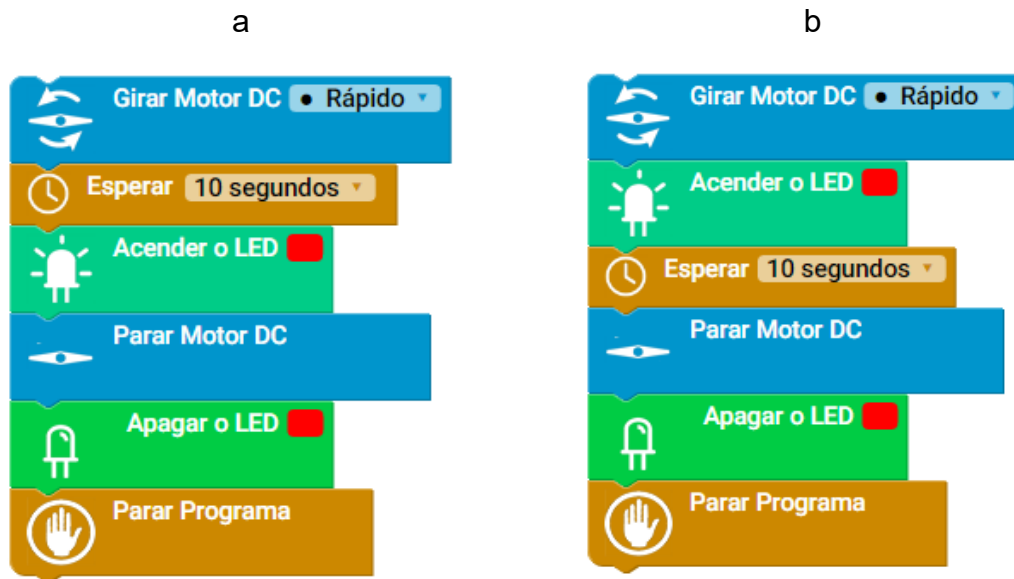 a
Girar Motor DC • Rápido
Esperar 10 segundos
Acender o LED
Parar Motor DC
Apagar o LED
Parar Programa
b
Girar Motor DC • Rápido
Acender o LED
Esperar 10 segundos
Parar Motor DC
Apagar o LED
Parar Programa